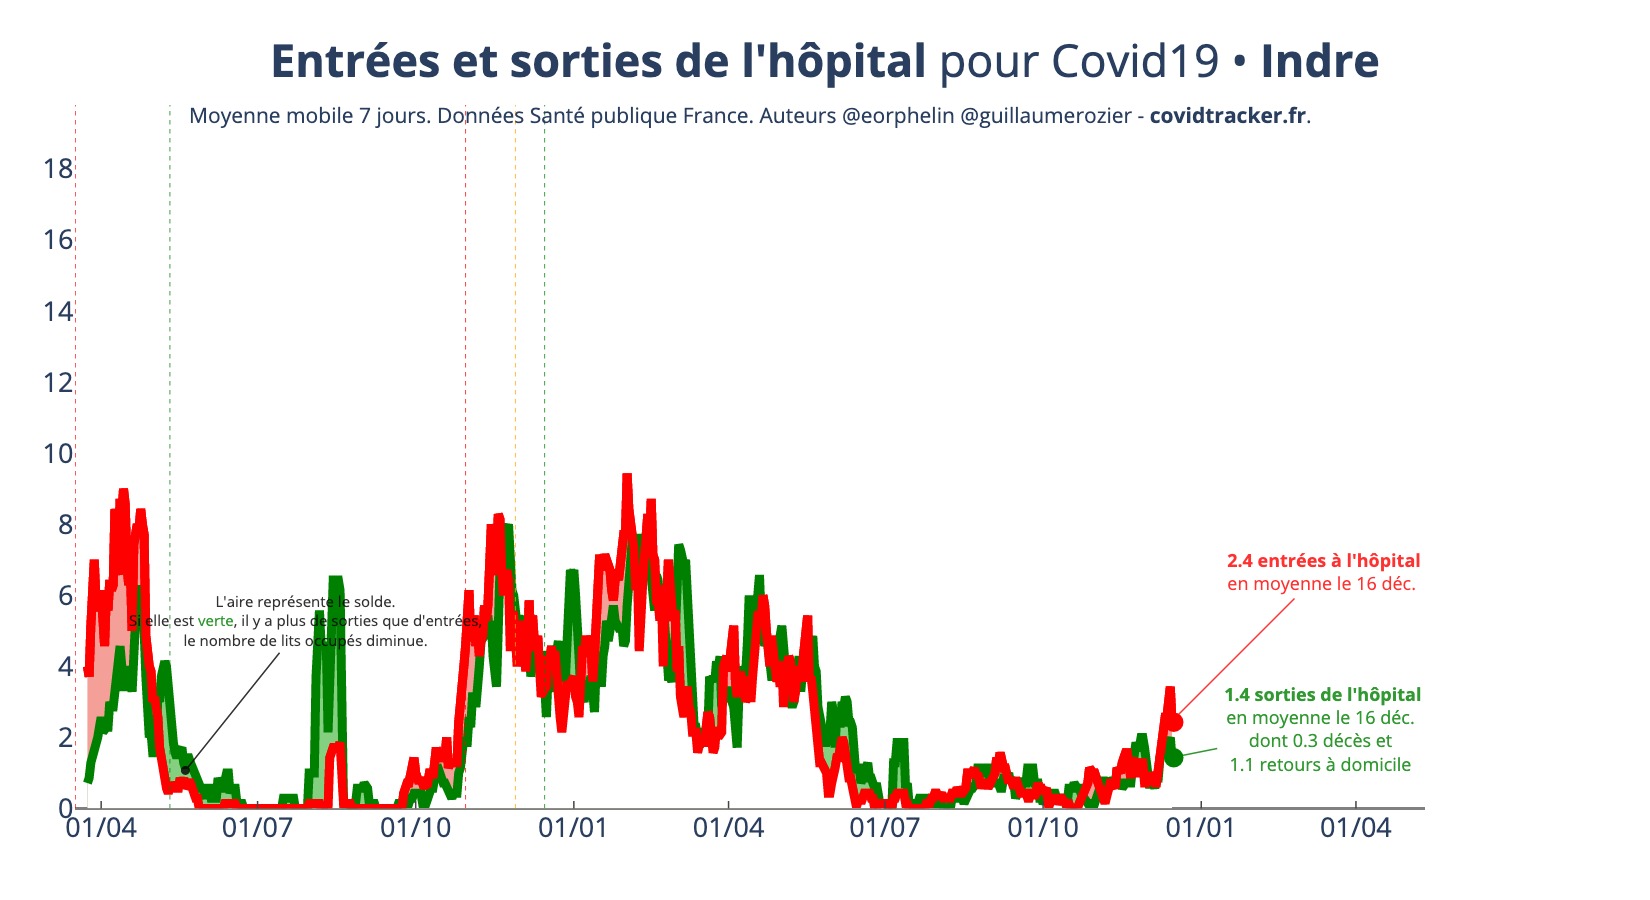 Entrées et sorties de l'hôpital pour Covid19 • Indre
Moyenne mobile 7 jours. Données Santé publique France. Auteurs @eorphelin @guillaumerozier - covidtracker.fr.
18
16
14
12
10
8
6
4
2
0
L'aire représente le solde.
Si elle est verte, il y a plus de sorties que d'entrées,
le nombre de lits occupés diminue.
2.4 entrées à l'hôpital
en moyenne le 16 déc.
1.4 sorties de l'hôpital
en moyenne le 16 déc.
dont 0.3 décès et
1.1 retours à domicile
01/04
01/07
01/10
01/01
01/04
01/07
01/10
01/01
01/04